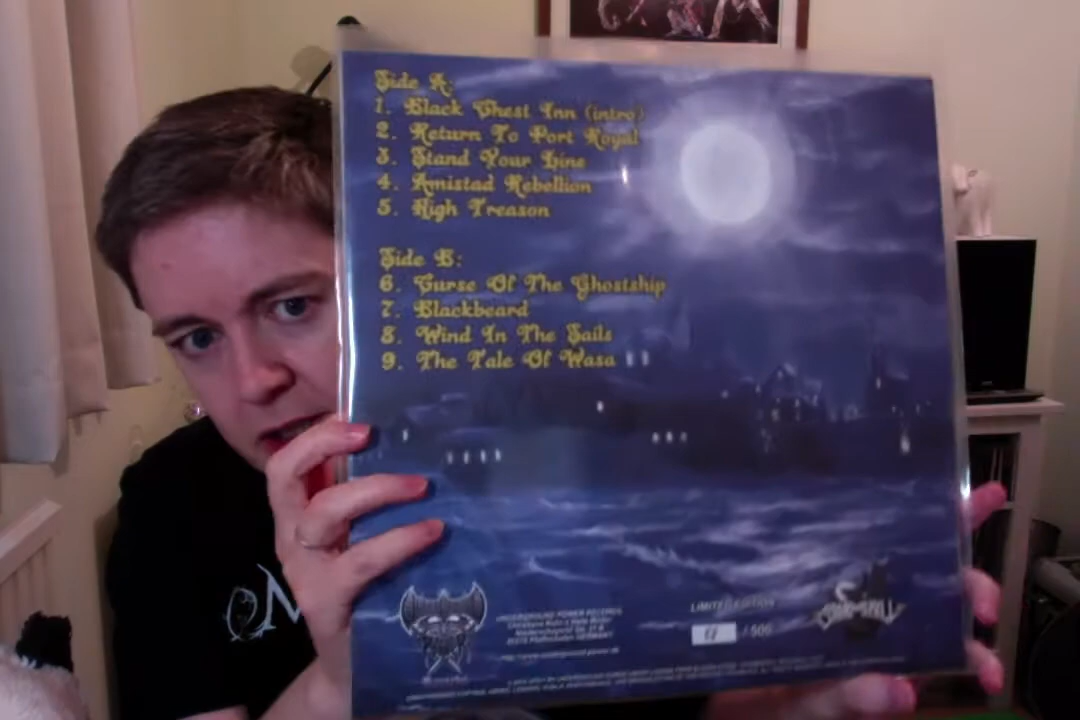 Side A:
1. Black Chest Inn (intro)
2. Return To Port Royal
3. Stand Your Line
4. Amistad Rebellion
5. High Treason
Side B:
6. Curse Of The Ghostship
7. Blackbeard
8. Wind In The Sails
9. The Tale Of Wasa
UNDERGROUND POWER RECORDS
GERMANY
LIMITED EDITION
/ 500